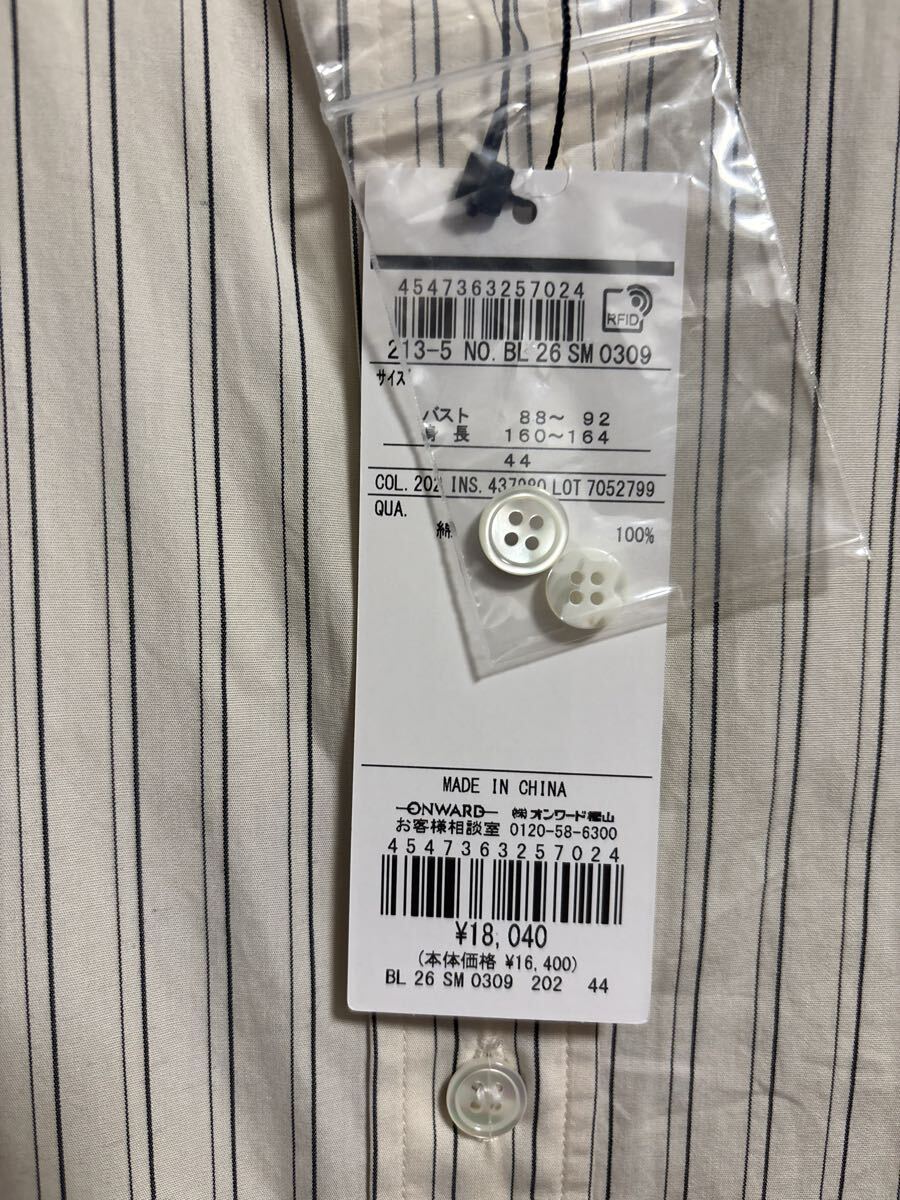 4547363257024
RFID
213-5 NO. BL 26 SM 0309
サイズ
バスト 88～ 92
身長 160～164
44
COL. 202 INS. 437980 LOT 7052799
QUA.
綿 100%
MADE IN CHINA
ONWARD ㈱オンワード樫山
お客様相談室 0120-58-6300
4547363257024
¥18,040
(本体価格 ¥16,400)
BL 26 SM 0309 202 44